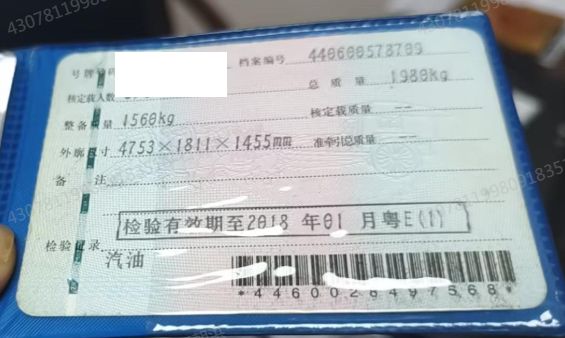 号牌号码
档案编号 440600573709
核定载人数
总质量 1980kg
整备质量 1560kg
核定载质量 --
外廓尺寸 4753×1811×1455mm
准牵引总质量 --
备注
检验记录
检验有效期至2018年01月粤E(1)
汽油
*4460026497568*